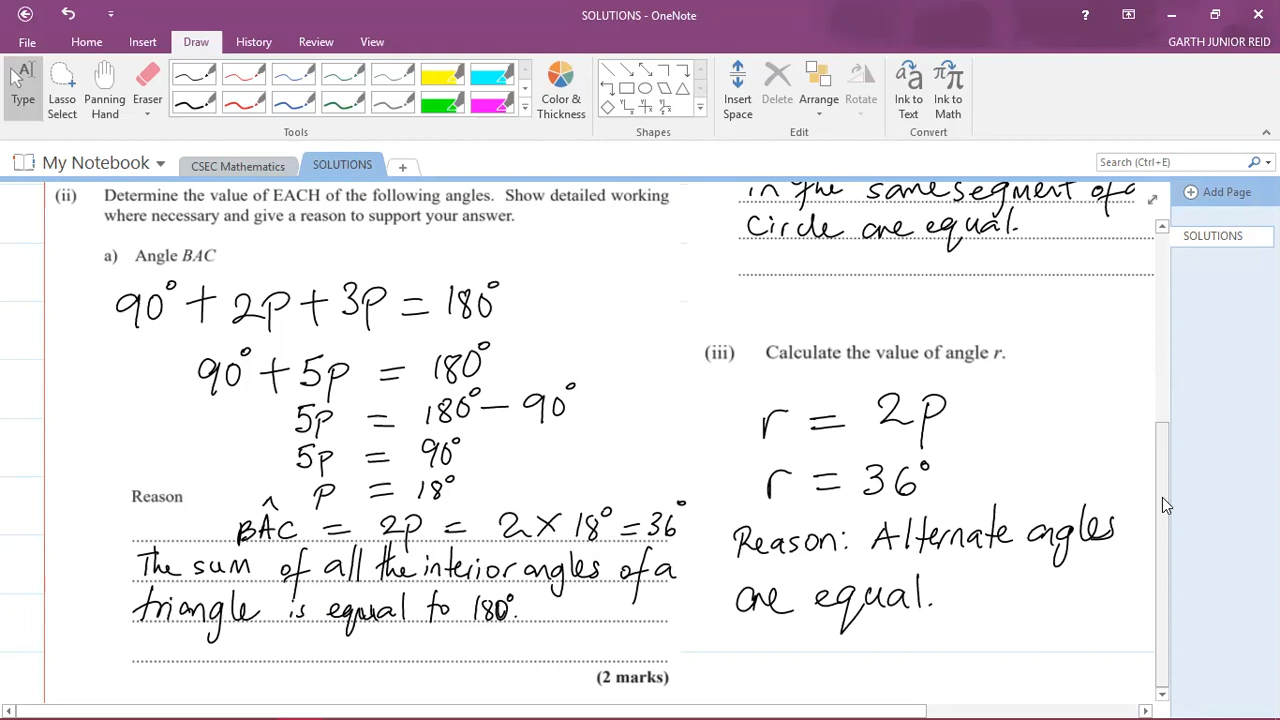 SOLUTIONS - OneNote
File Home Insert Draw History Review View
GARTH JUNIOR REID
Type
Lasso Select
Panning Hand
Eraser
Color & Thickness
Insert Space
Delete
Arrange
Rotate
Ink to Text
Ink to Math
Tools
Shapes
Edit
Convert
My Notebook
CSEC Mathematics
SOLUTIONS
Search (Ctrl+E)
Add Page
SOLUTIONS
(ii) Determine the value of EACH of the following angles. Show detailed working
where necessary and give a reason to support your answer.
a) Angle BAC
90° + 2p + 3p = 180°
90° + 5p = 180°
5p = 180° - 90°
5p = 90°
p = 18°
Reason
BÂC = 2p = 2 × 18° = 36°
The sum of all the interior angles of a
triangle is equal to 180°.
(2 marks)
in the same segment of a
Circle are equal.
(iii) Calculate the value of angle r.
r = 2p
r = 36°
Reason: Alternate angles
are equal.